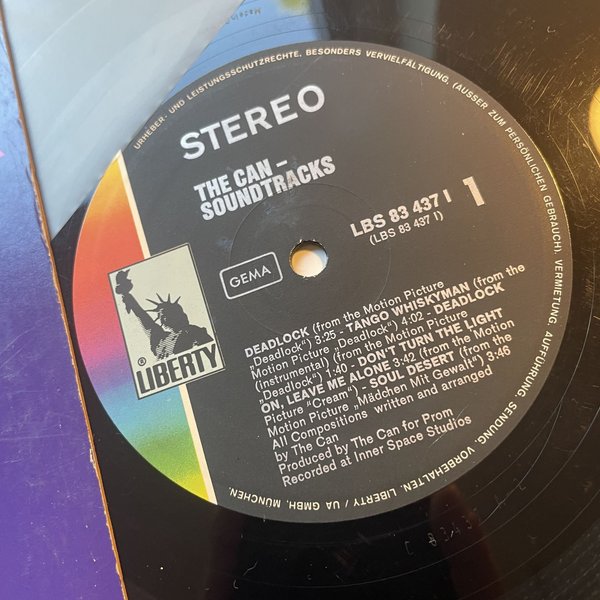 URHEBER- UND LEISTUNGSSCHUTZRECHTE, BESONDERS VERVIELFÄLTIGUNG, (AUSSER ZUM PERSÖNLICHEN GEBRAUCH), VERMIETUNG, AUFFÜHRUNG, SENDUNG, VORBEHALTEN. LIBERTY / UA GMBH, MÜNCHEN.
STEREO
THE CAN –
SOUNDTRACKS
LBS 83 437 I 1
(LBS 83 437 I)
GEMA
® LIBERTY
DEADLOCK (from the Motion Picture
„Deadlock“) 3:25 - TANGO WHISKYMAN (from the
Motion Picture „Deadlock“) 4:02 - DEADLOCK
(Instrumental) (from the Motion Picture
„Deadlock“) 1:40 - DON'T TURN THE LIGHT
ON, LEAVE ME ALONE 3:42 (from the Motion
Picture "Cream“) - SOUL DESERT (from the
Motion Picture „Mädchen Mit Gewalt“) 3:46
All Compositions written and arranged
by The Can
Produced by The Can for Prom
Recorded at Inner Space Studios